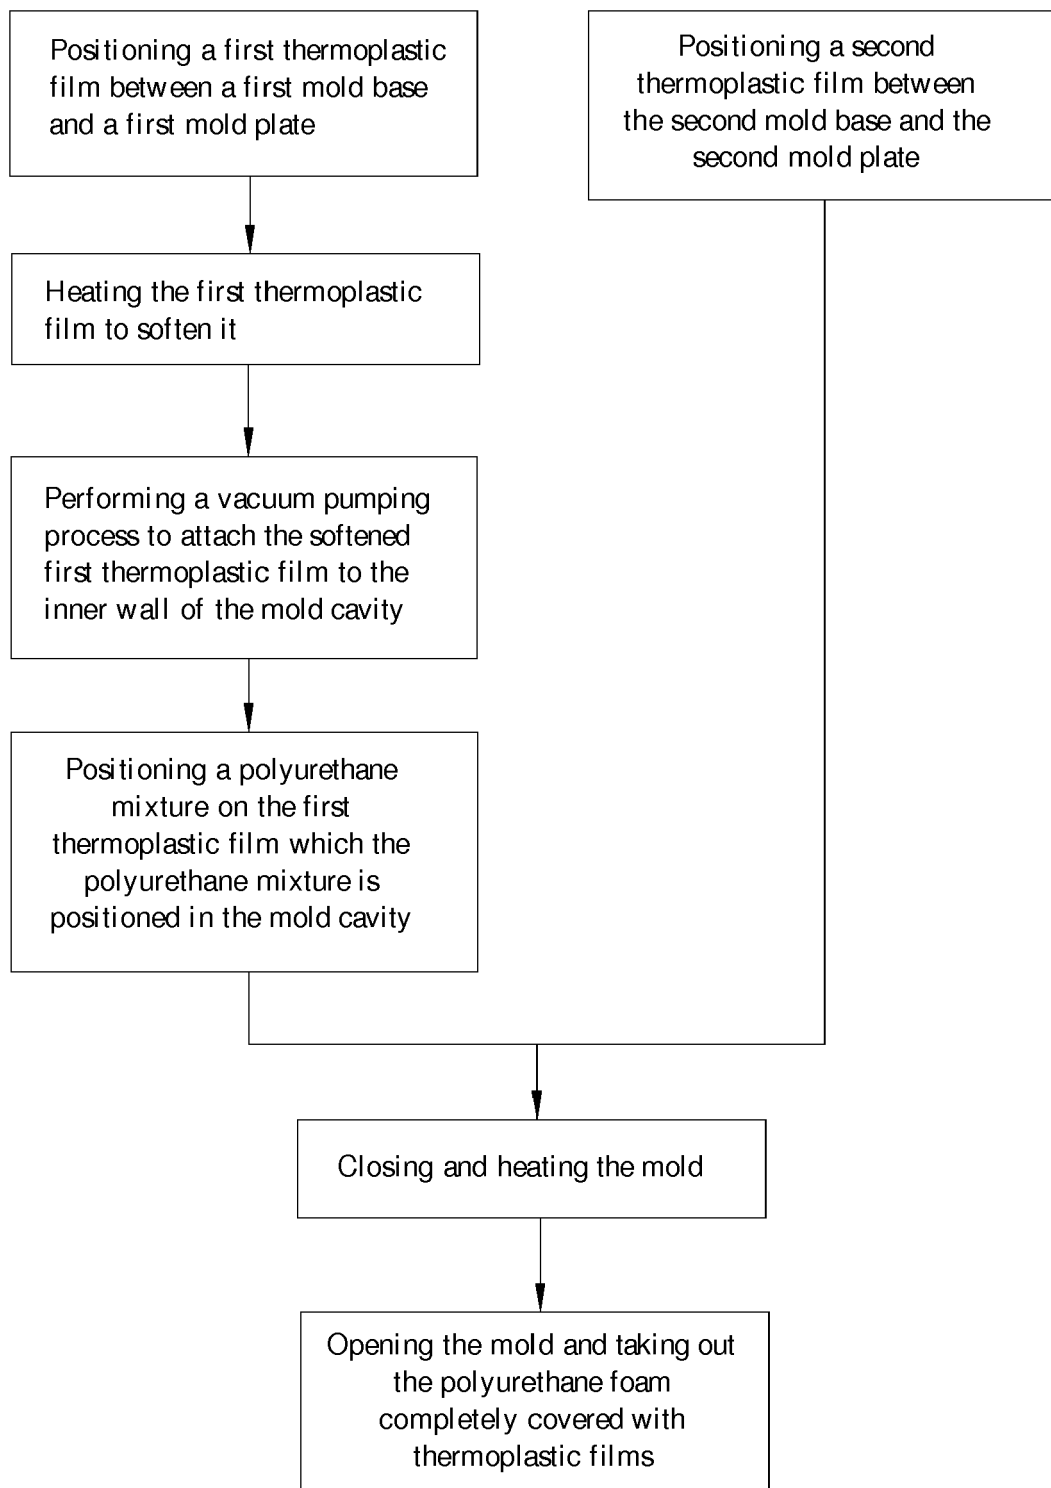 Positioning a first thermoplastic
film between a first mold base
and a first mold plate
Positioning a second
thermoplastic film between
the second mold base and the
second mold plate
Heating the first thermoplastic
film to soften it
Performing a vacuum pumping
process to attach the softened
first thermoplastic film to the
inner wall of the mold cavity
Positioning a polyurethane
mixture on the first
thermoplastic film which the
polyurethane mixture is
positioned in the mold cavity
Closing and heating the mold
Opening the mold and taking out
the polyurethane foam
completely covered with
thermoplastic films